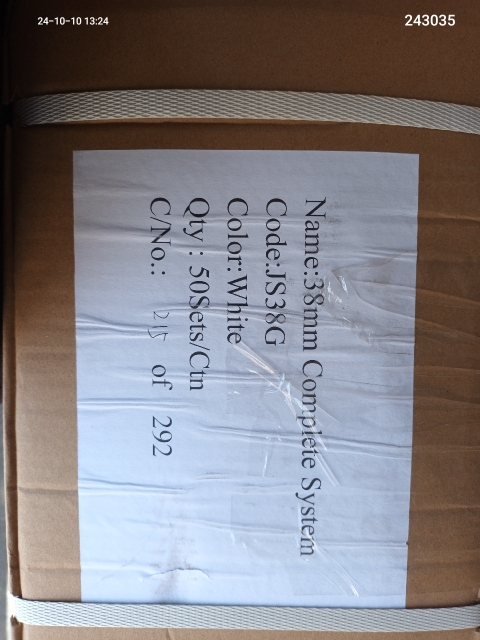 24-10-10 13:24
243035
Name:38mm Complete System
Code:JS38G
Color:White
Qty : 50Sets/Ctn
C/No.: 215 of 292